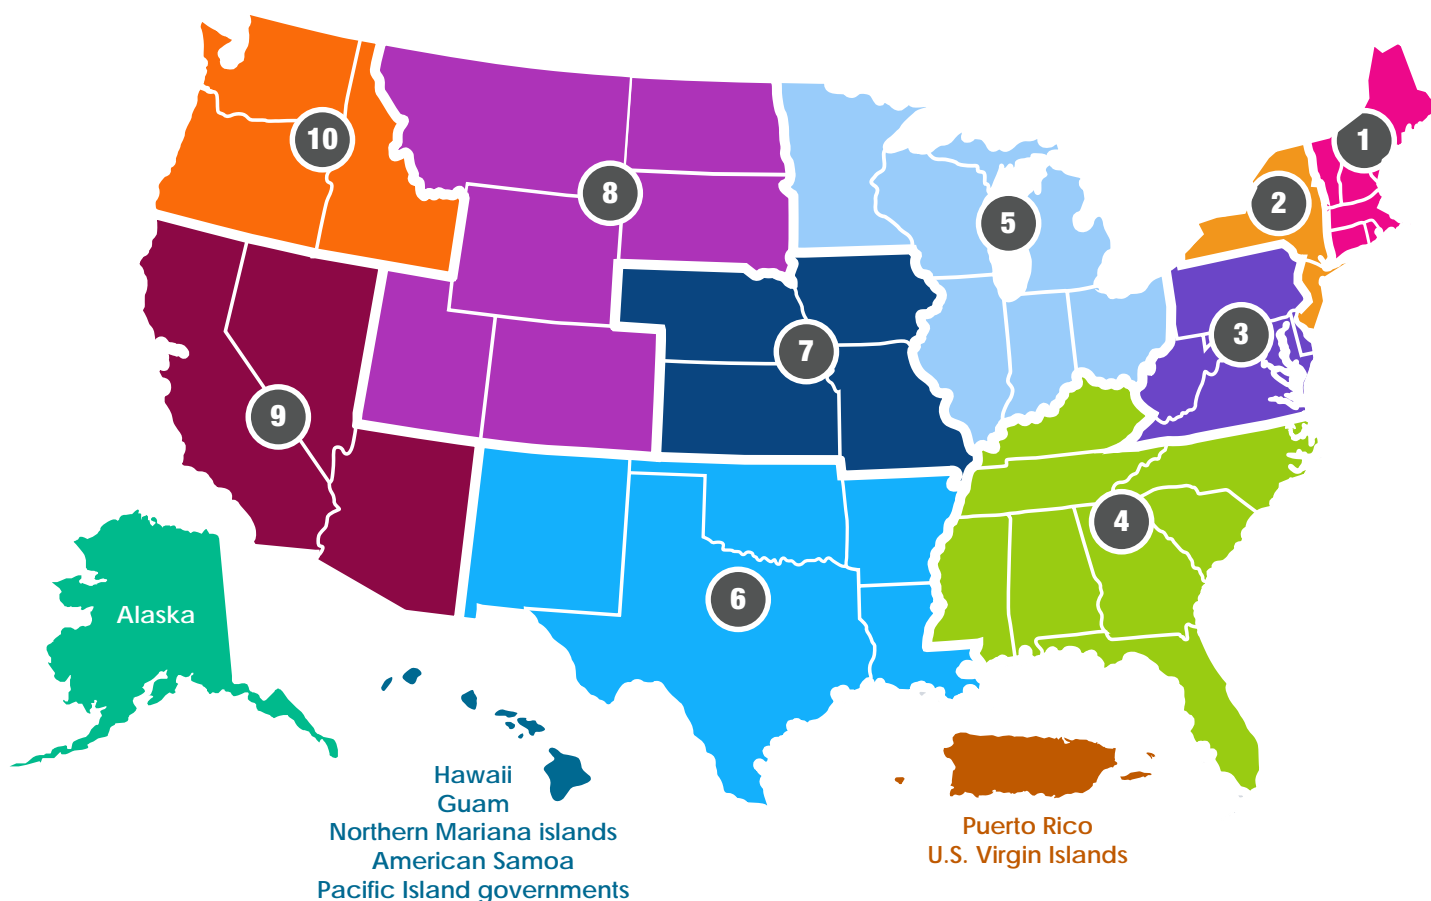 1
10
8
2
5
3
7
9
4
6
Alaska
Hawaii
Guam
Northern Mariana islands
American Samoa
Pacific Island governments
Puerto Rico
U.S. Virgin Islands